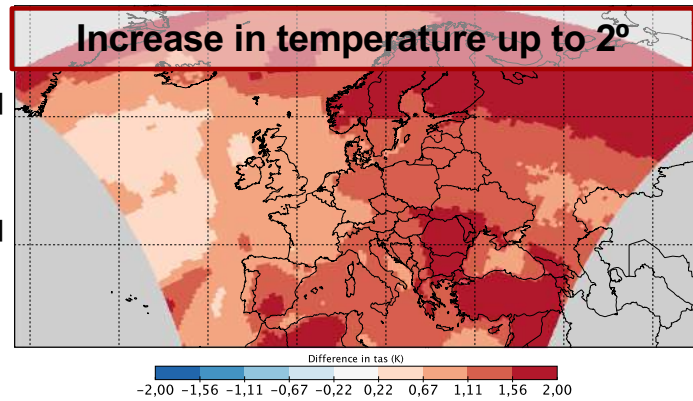 Increase in temperature up to 2º
Difference in tas (K)
-2,00 -1,56 -1,11 -0,67 -0,22 0,22 0,67 1,11 1,56 2,00